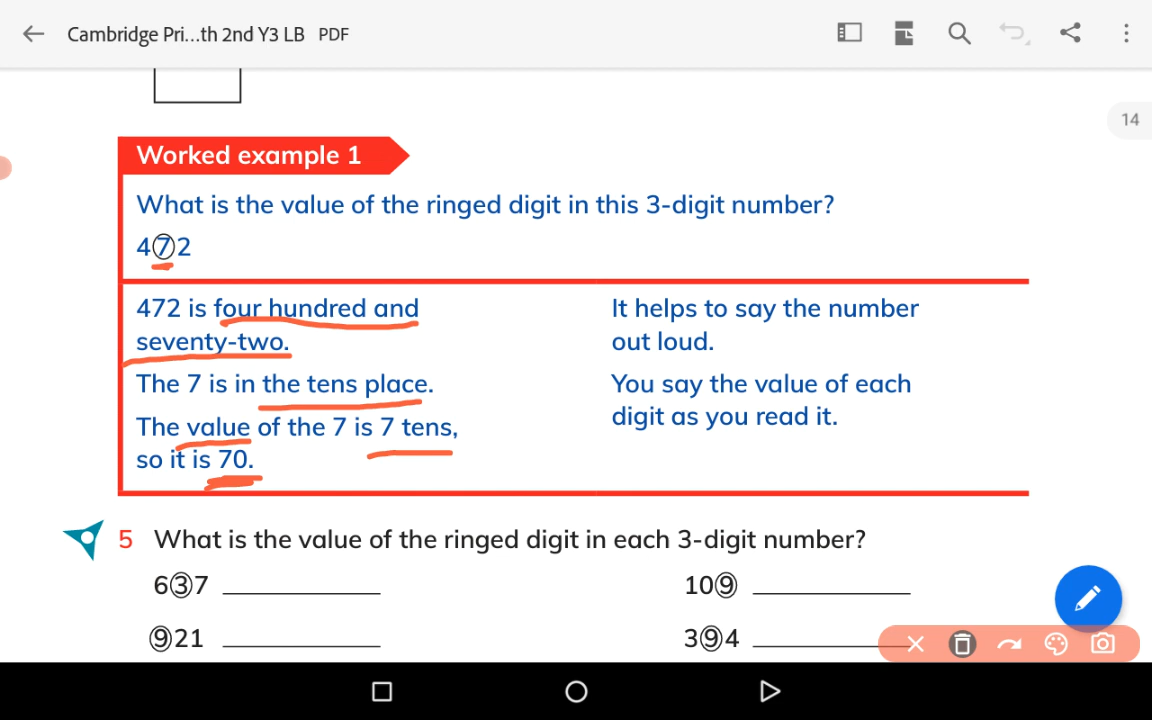 Cambridge Pri...th 2nd Y3 LB PDF
14
Worked example 1
What is the value of the ringed digit in this 3-digit number?
472
472 is four hundred and
seventy-two.
The 7 is in the tens place.
The value of the 7 is 7 tens,
so it is 70.
It helps to say the number
out loud.
You say the value of each
digit as you read it.
5 What is the value of the ringed digit in each 3-digit number?
637 109
921 394